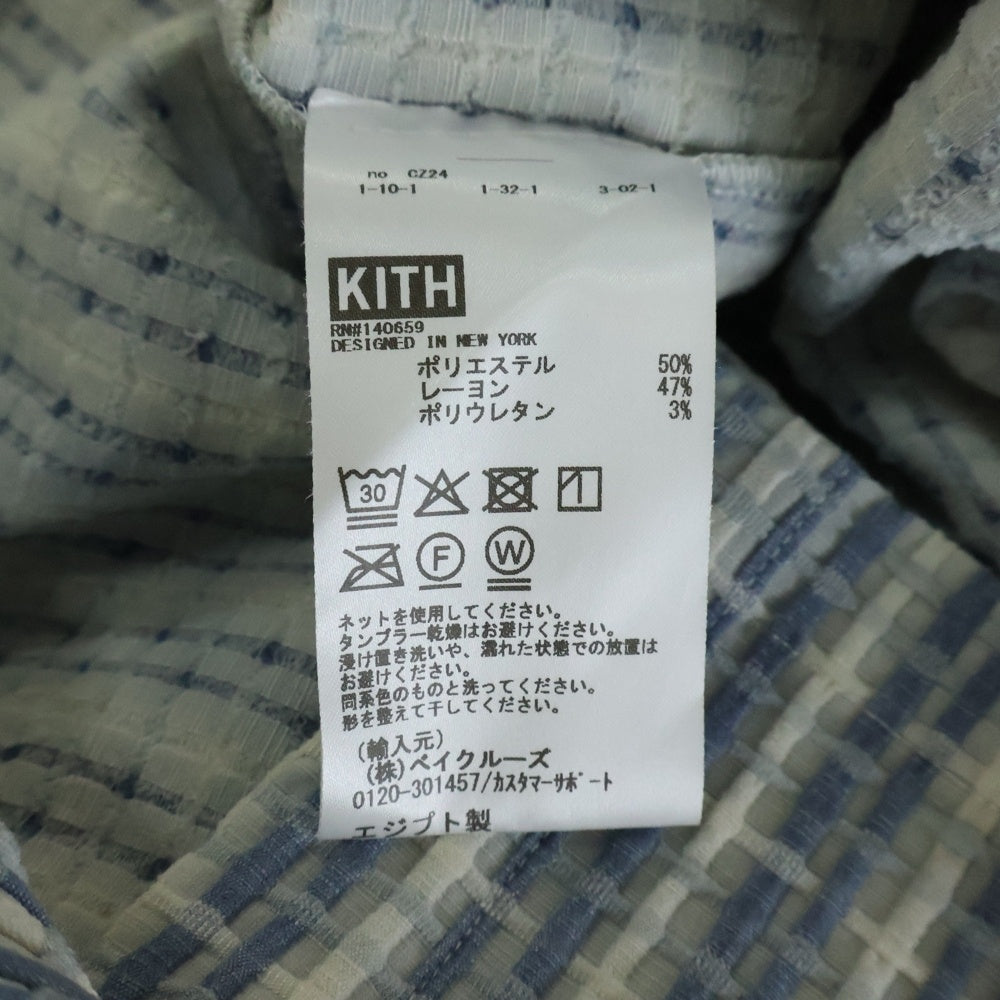 no CZ24
1-10-1 1-32-1 3-02-1
KITH
RN#140659
DESIGNED IN NEW YORK
ポリエステル 50%
レーヨン 47%
ポリウレタン 3%
30
F W
ネットを使用してください。
タンブラー乾燥はお避けください。
浸け置き洗いや、濡れた状態での放置は
お避けください。
同系色のものと洗ってください。
形を整えて干してください。
(輸入元)
(株)ベイクルーズ
0120-301457/カスタマーサポート
エジプト製